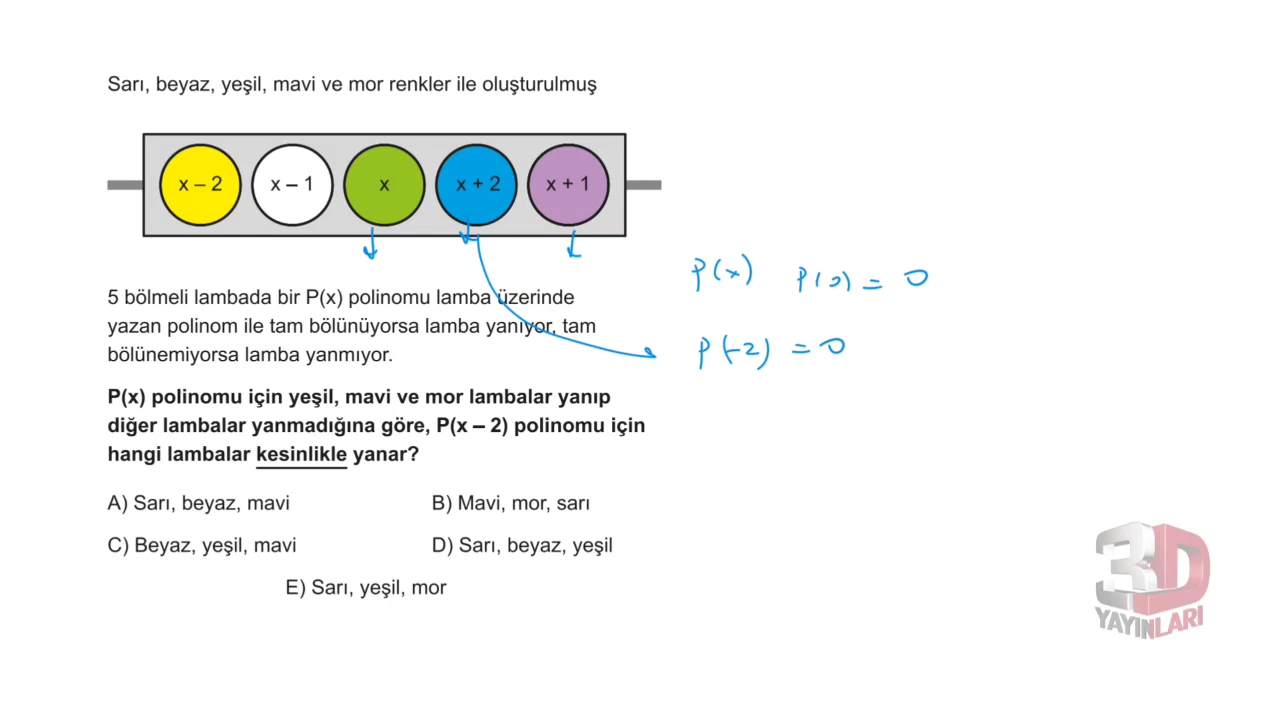 Sarı, beyaz, yeşil, mavi ve mor renkler ile oluşturulmuş
x – 2 x – 1 x x + 2 x + 1
5 bölmeli lambada bir P(x) polinomu lamba üzerinde
yazan polinom ile tam bölünüyorsa lamba yanıyor, tam
bölünemiyorsa lamba yanmıyor.
P(x) P(0) = 0
P(-2) = 0
P(x) polinomu için yeşil, mavi ve mor lambalar yanıp
diğer lambalar yanmadığına göre, P(x – 2) polinomu için
hangi lambalar kesinlikle yanar?
A) Sarı, beyaz, mavi B) Mavi, mor, sarı
C) Beyaz, yeşil, mavi D) Sarı, beyaz, yeşil
E) Sarı, yeşil, mor
3D
YAYINLARI